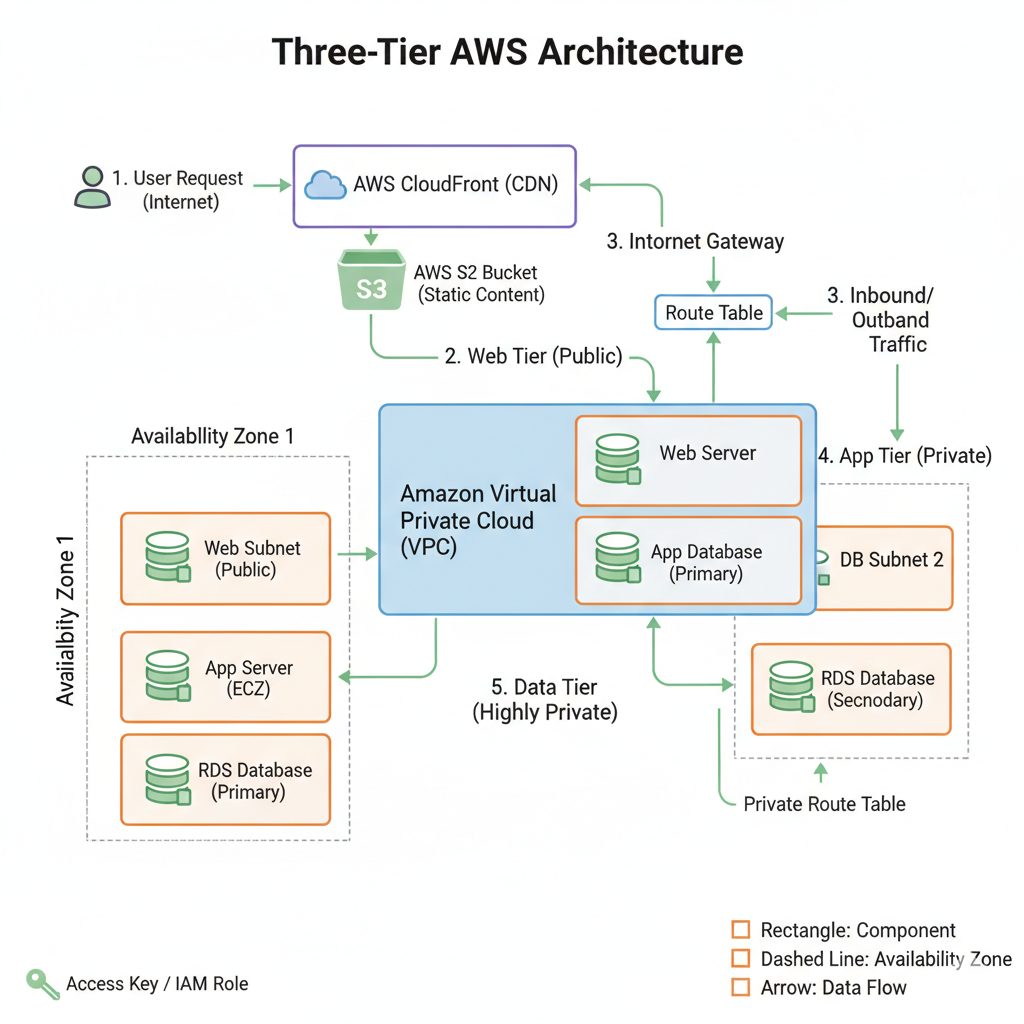 Three-Tier AWS Architecture
1. User Request
(Internet)
AWS CloudFront (CDN)
3. Intornet Gateway
S3
AWS S2 Bucket
(Static Content)
Route Table
3. Inbound/
Outband
Traffic
2. Web Tier (Public)
Availabllity Zone 1
4. App Tier (Private)
Web Server
Amazon Virtual
Private Cloud
(VPC)
App Database
(Primary)
Web Subnet
(Public)
DB Subnet 2
App Server
(ECZ)
5. Data Tier
(Highly Private)
RDS Database
(Secnodary)
RDS Database
(Primary)
Private Route Table
Rectangle: Component
Dashed Line: Availability Zone
Arrow: Data Flow
Access Key / IAM Role